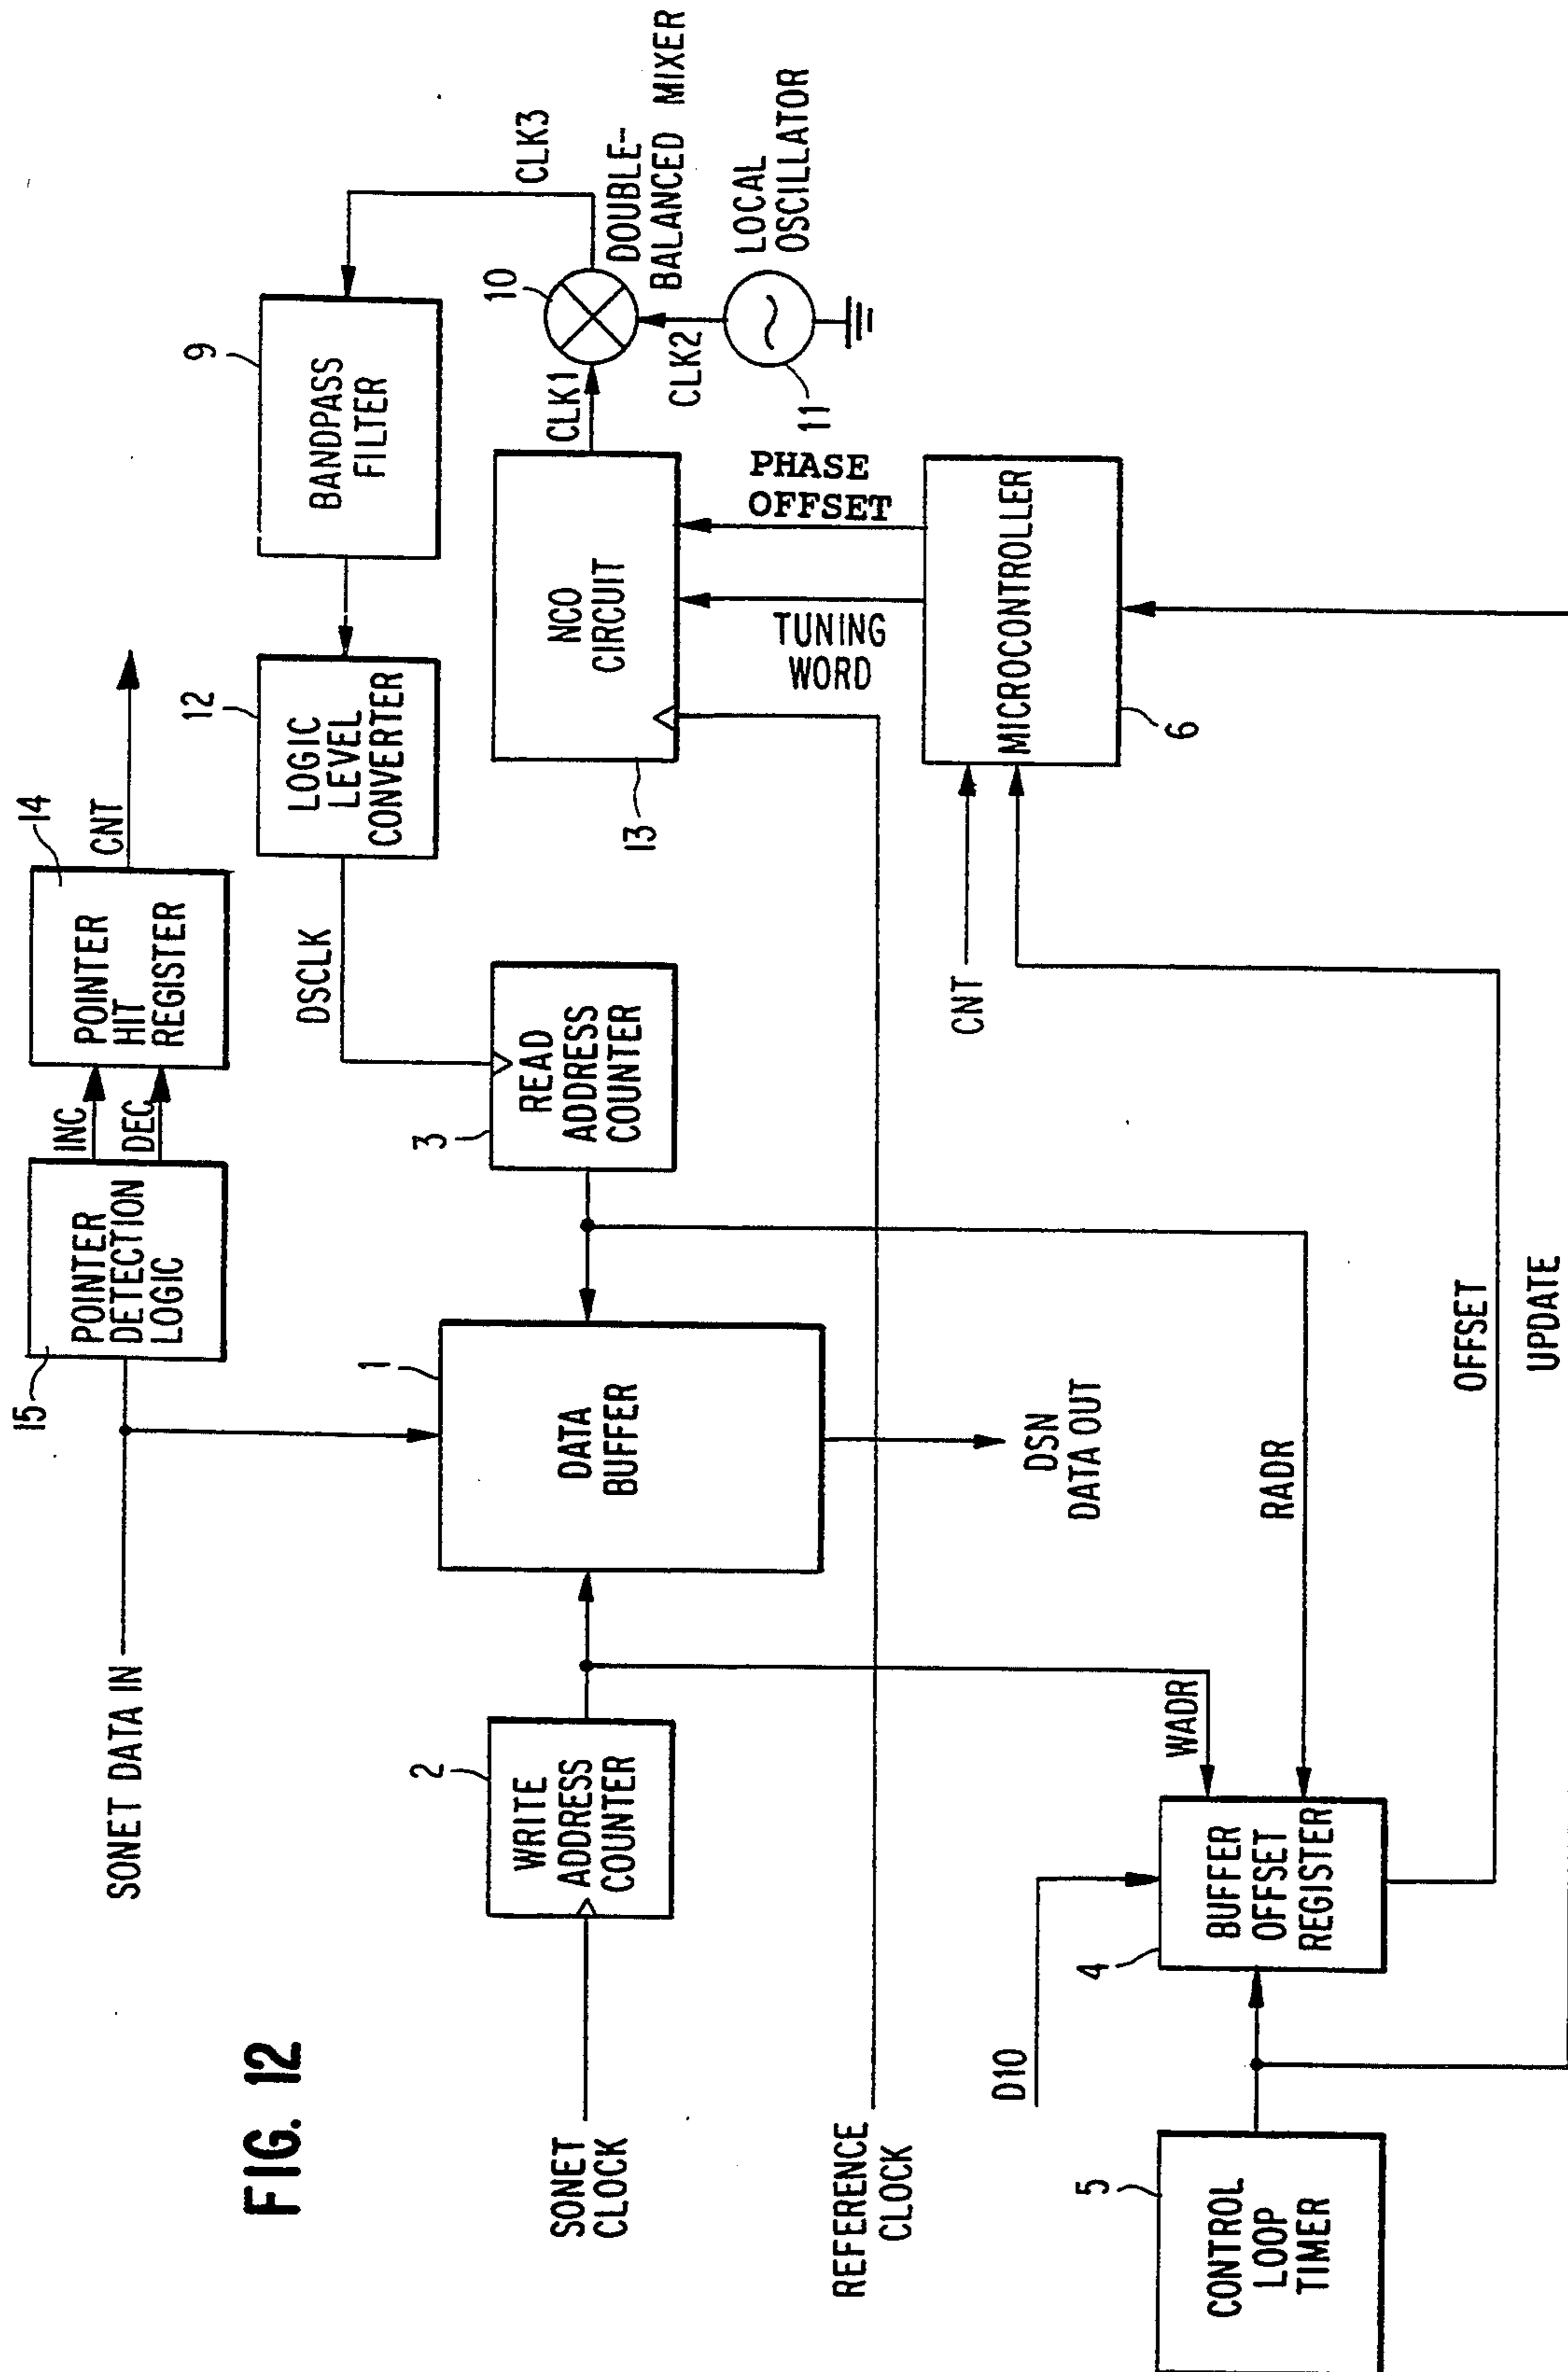 FIG. 12
SONET DATA IN
15
POINTER
DETECTION
LOGIC
INC
DEC
14
POINTER
HIT
REGISTER
CNT
SONET
CLOCK
2
WRITE
ADDRESS
COUNTER
1
DATA
BUFFER
DSN
DATA OUT
3
READ
ADDRESS
COUNTER
DSCLK
12
LOGIC
LEVEL
CONVERTER
9
BANDPASS
FILTER
CLK3
10
DOUBLE-
BALANCED MIXER
CLK1
CLK2
LOCAL
OSCILLATOR
11
NCO
CIRCUIT
13
TUNING
WORD
PHASE
OFFSET
REFERENCE
CLOCK
MICROCONTROLLER
6
CNT
D10
WADR
RADR
4
BUFFER
OFFSET
REGISTER
5
CONTROL
LOOP
TIMER
OFFSET
UPDATE